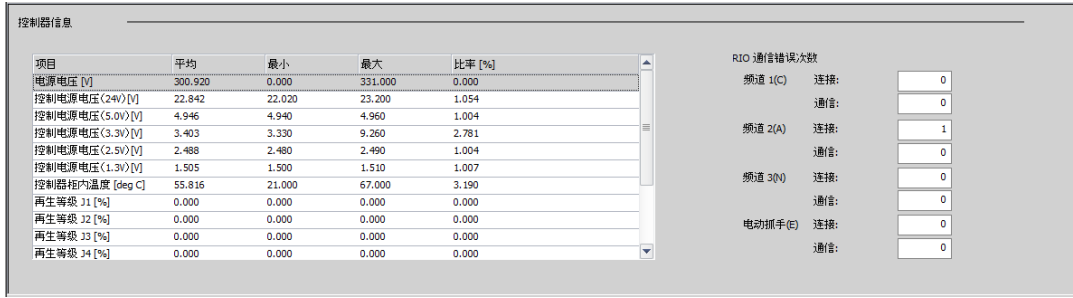 控制器信息
项目 平均 最小 最大 比率 [%]
电源电压 [V] 300.920 0.000 331.000 0.000
控制电源电压(24V)[V] 22.842 22.020 23.200 1.054
控制电源电压(5.0V)[V] 4.946 4.940 4.960 1.004
控制电源电压(3.3V)[V] 3.403 3.330 9.260 2.781
控制电源电压(2.5V)[V] 2.488 2.480 2.490 1.004
控制电源电压(1.3V)[V] 1.505 1.500 1.510 1.007
控制器柜内温度 [deg C] 55.816 21.000 67.000 3.190
再生等级 J1 [%] 0.000 0.000 0.000 0.000
再生等级 J2 [%] 0.000 0.000 0.000 0.000
再生等级 J3 [%] 0.000 0.000 0.000 0.000
再生等级 J4 [%] 0.000 0.000 0.000 0.000
RIO 通信错误次数
频道 1(C) 连接: 0
通信: 0
频道 2(A) 连接: 1
通信: 0
频道 3(N) 连接: 0
通信: 0
电动抓手(E) 连接: 0
通信: 0